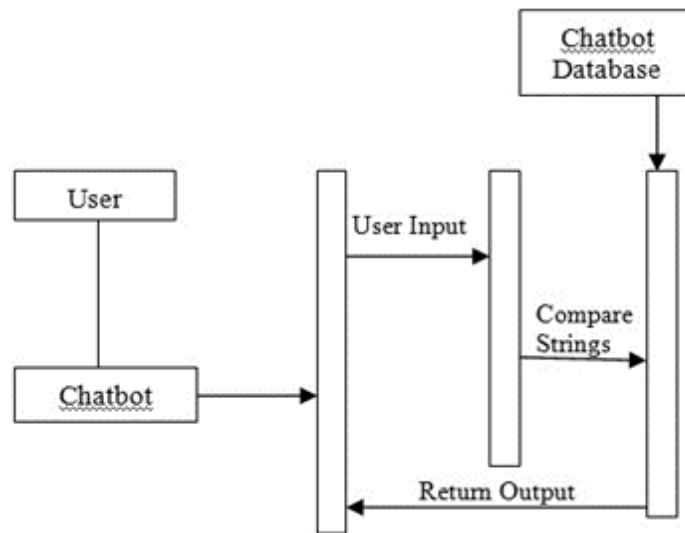 Chatbot
Database
User
User Input
Compare
Strings
Chatbot
Return Output